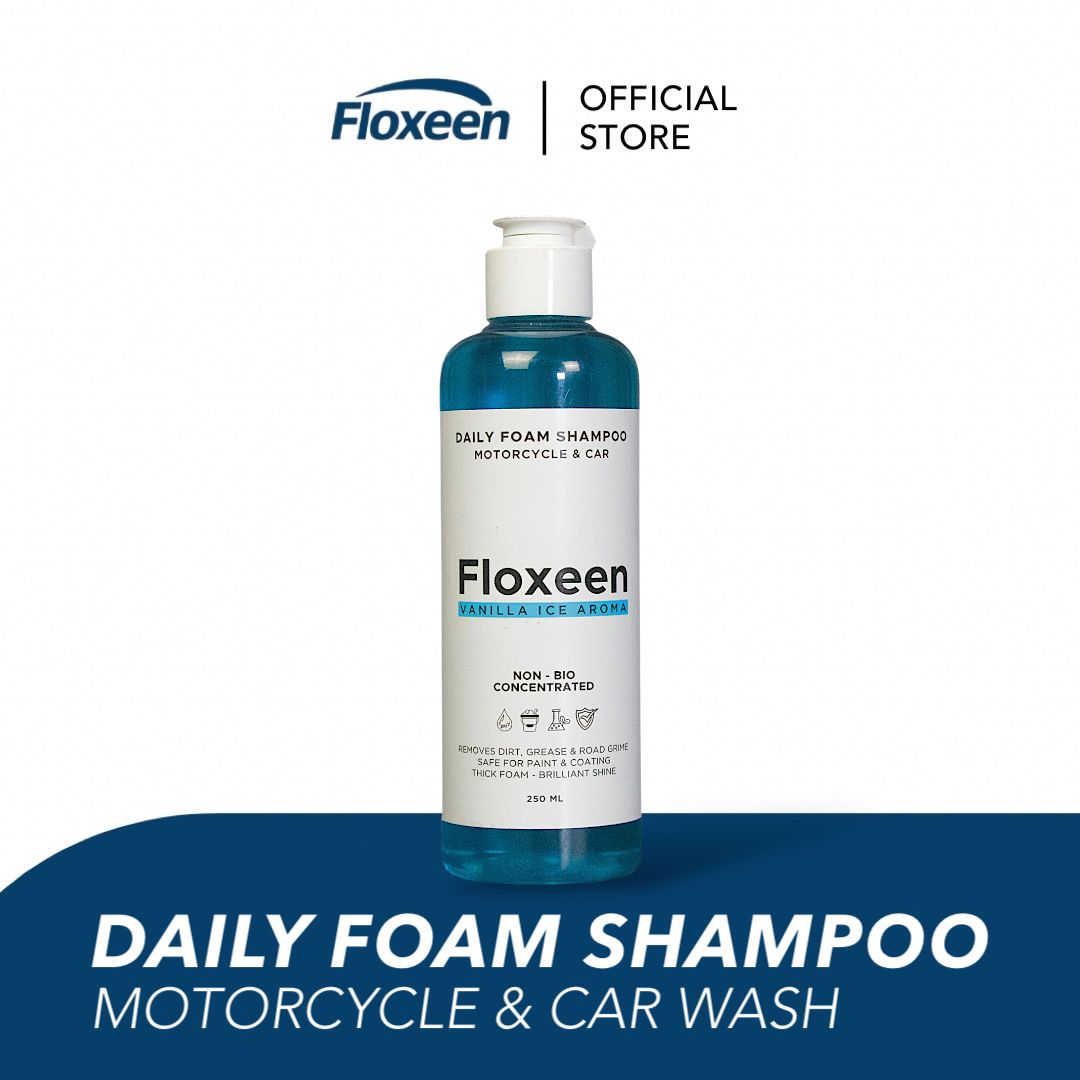 Floxeen
OFFICIAL
STORE
DAILY FOAM SHAMPOO
MOTORCYCLE & CAR
Floxeen
VANILLA ICE AROMA
NON - BIO
CONCENTRATED
REMOVES DIRT, GREASE & ROAD GRIME
SAFE FOR PAINT & COATING
THICK FOAM - BRILLIANT SHINE
250 ML
DAILY FOAM SHAMPOO
MOTORCYCLE & CAR WASH